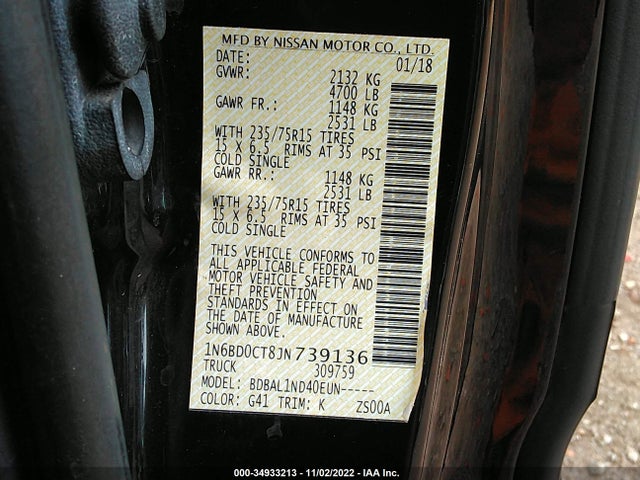 MFD BY NISSAN MOTOR CO., LTD.
DATE: 01/18
GVWR: 2132 KG
4700 LB
GAWR FR.: 1148 KG
2531 LB
WITH 235/75R15 TIRES
15 X 6.5 RIMS AT 35 PSI
COLD SINGLE
GAWR RR.: 1148 KG
2531 LB
WITH 235/75R15 TIRES
15 X 6.5 RIMS AT 35 PSI
COLD SINGLE
THIS VEHICLE CONFORMS TO
ALL APPLICABLE FEDERAL
MOTOR VEHICLE SAFETY AND
THEFT PREVENTION
STANDARDS IN EFFECT ON
THE DATE OF MANUFACTURE
SHOWN ABOVE.
1N6BD0CT8JN739136
TRUCK 309759
MODEL: BDBAL1ND40EUN-----
COLOR: G41 TRIM: K ZS00A
000-34933213 - 11/02/2022 - IAA Inc.